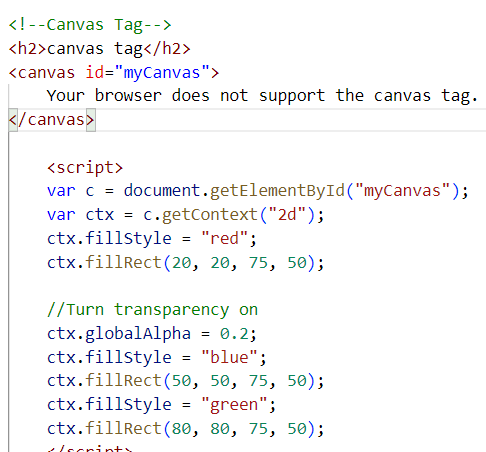 <!--Canvas Tag-->
<h2>canvas tag</h2>
<canvas id="myCanvas">
    Your browser does not support the canvas tag.
</canvas>
    <script>
    var c = document.getElementById("myCanvas");
    var ctx = c.getContext("2d");
    ctx.fillStyle = "red";
    ctx.fillRect(20, 20, 75, 50);
    //Turn transparency on
    ctx.globalAlpha = 0.2;
    ctx.fillStyle = "blue";
    ctx.fillRect(50, 50, 75, 50);
    ctx.fillStyle = "green";
    ctx.fillRect(80, 80, 75, 50);
    </script>